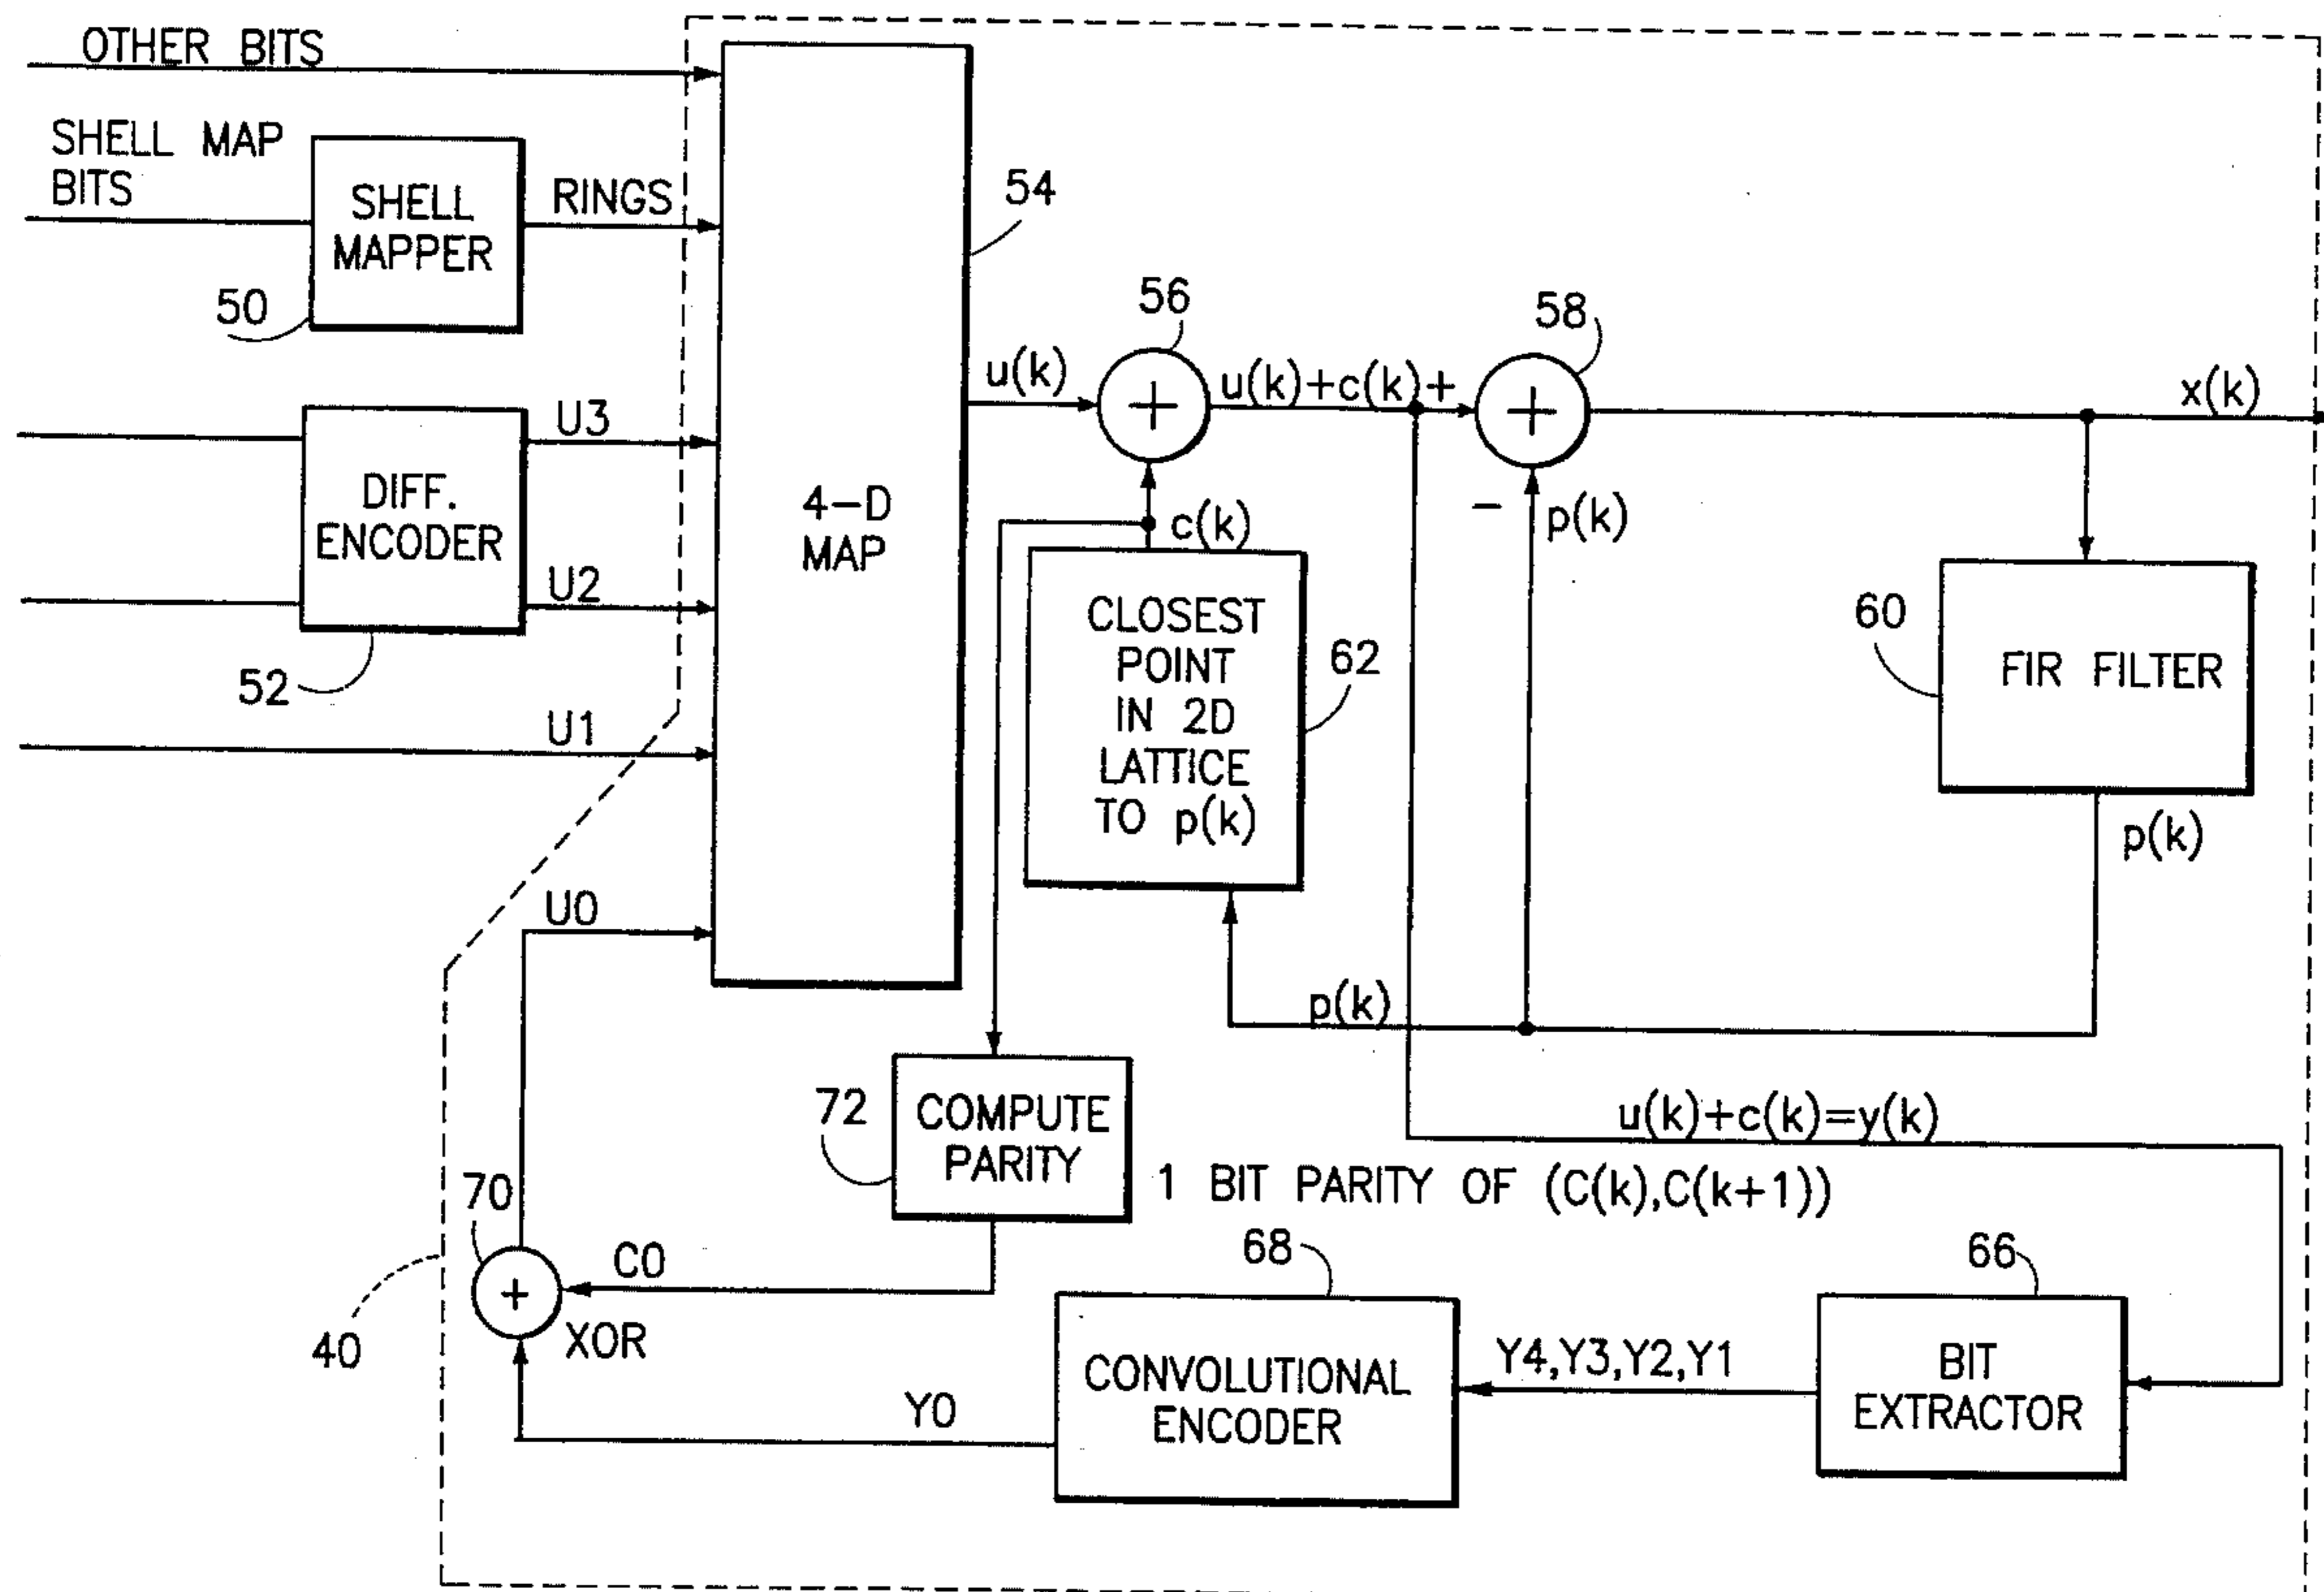 OTHER BITS
SHELL MAP
BITS
SHELL
MAPPER
RINGS
50
54
DIFF.
ENCODER
U3
U2
52
U1
U0
4-D
MAP
u(k)
56
u(k)+c(k)
+
58
x(k)
c(k)
-
p(k)
CLOSEST
POINT
IN 2D
LATTICE
TO p(k)
62
60
FIR FILTER
p(k)
p(k)
72
COMPUTE
PARITY
u(k)+c(k)=y(k)
1 BIT PARITY OF (C(k),C(k+1))
70
+
XOR
C0
40
68
66
Y0
CONVOLUTIONAL
ENCODER
Y4,Y3,Y2,Y1
BIT
EXTRACTOR